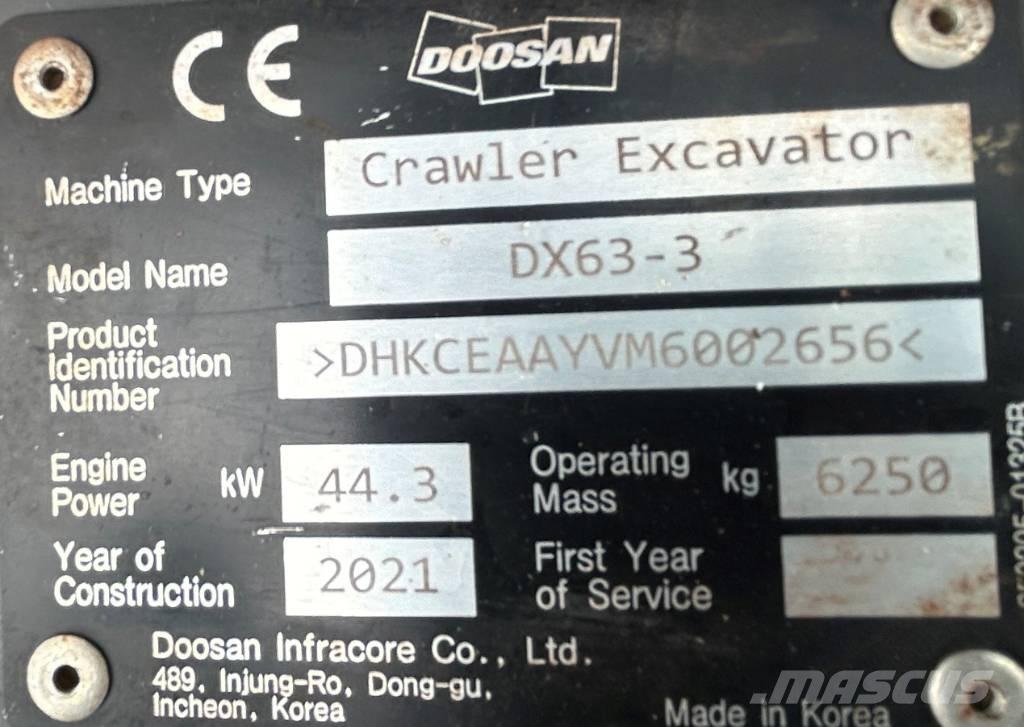 CE DOOSAN
Machine Type Crawler Excavator
Model Name DX63-3
Product
Identification
Number >DHKCEAAYVM6002656<
Engine
Power kW 44.3
Operating
Mass kg 6250
Year of
Construction 2021
First Year
of Service
Doosan Infracore Co., Ltd.
489, Injung-Ro, Dong-gu,
Incheon, Korea
Made in Korea
MASCUS